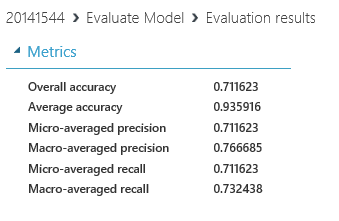 20141544 > Evaluate Model > Evaluation results
Metrics
Overall accuracy 0.711623
Average accuracy 0.935916
Micro-averaged precision 0.711623
Macro-averaged precision 0.766685
Micro-averaged recall 0.711623
Macro-averaged recall 0.732438